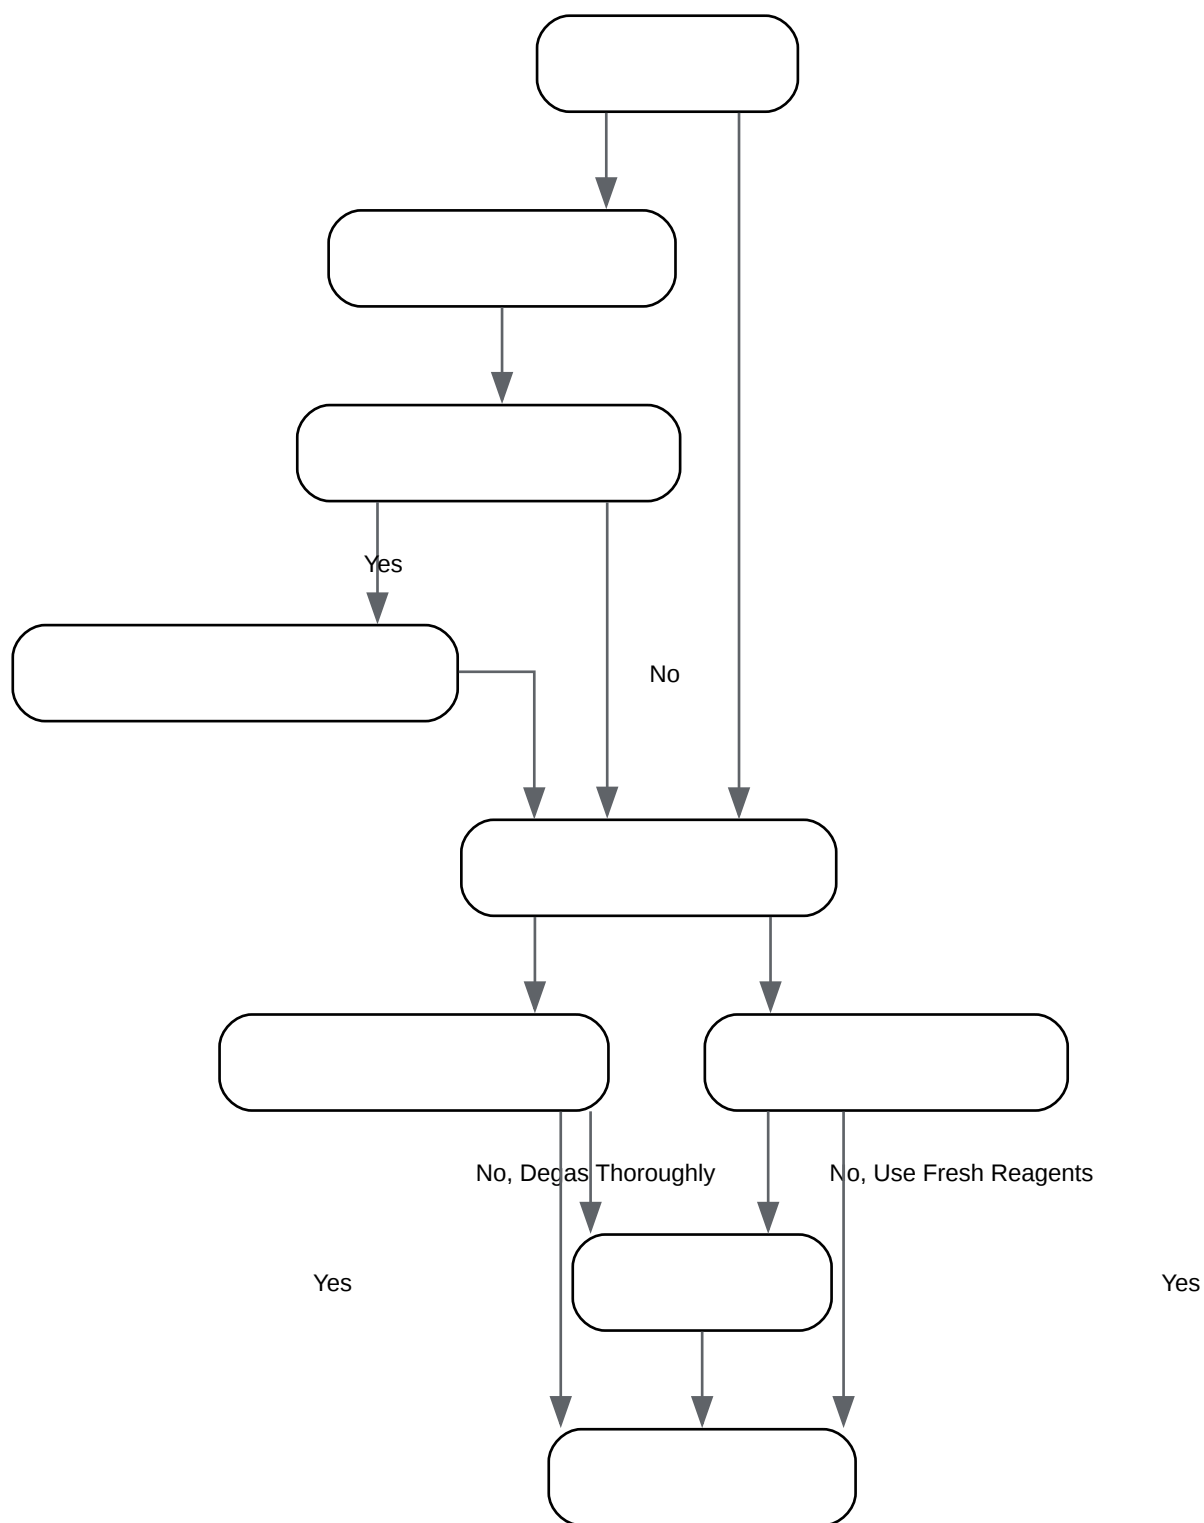 Yes
No
No, Degas Thoroughly
No, Use Fresh Reagents
Yes
Yes